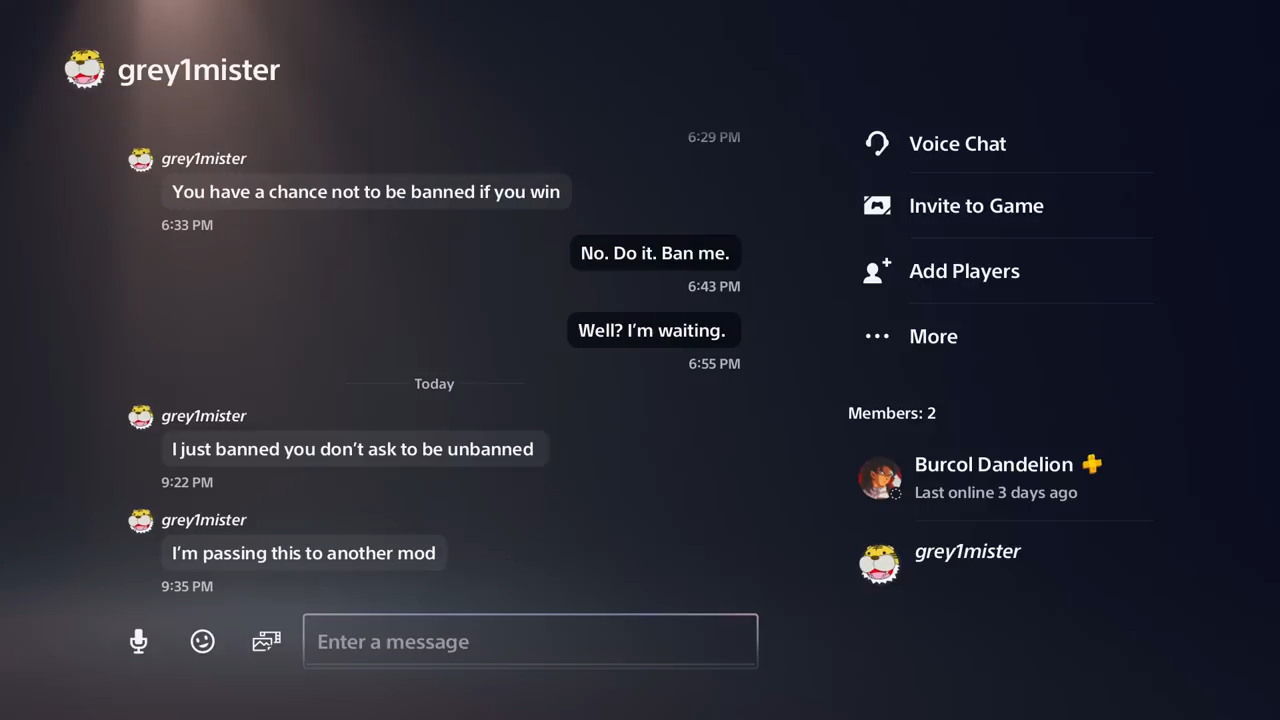 grey1mister
6:29 PM
grey1mister
You have a chance not to be banned if you win
6:33 PM
No. Do it. Ban me.
6:43 PM
Well? I'm waiting.
6:55 PM
Today
grey1mister
I just banned you don't ask to be unbanned
9:22 PM
grey1mister
I'm passing this to another mod
9:35 PM
Enter a message
Voice Chat
Invite to Game
Add Players
More
Members: 2
Burcol Dandelion
Last online 3 days ago
grey1mister